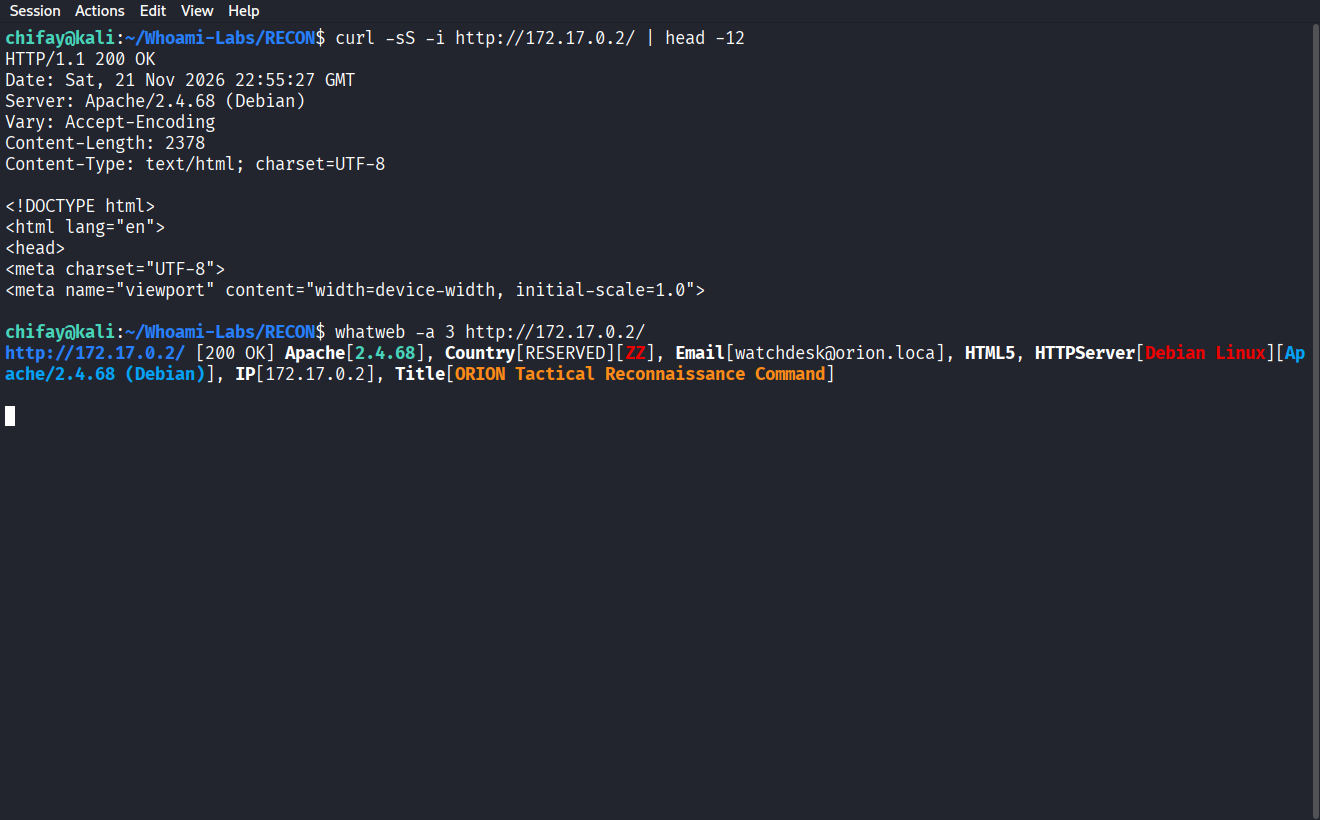 Session Actions Edit View Help
chifay@kali:~/Whoami-Labs/RECON$ curl -sS -i http://172.17.0.2/ | head -12
HTTP/1.1 200 OK
Date: Sat, 21 Nov 2026 22:55:27 GMT
Server: Apache/2.4.68 (Debian)
Vary: Accept-Encoding
Content-Length: 2378
Content-Type: text/html; charset=UTF-8

<!DOCTYPE html>
<html lang="en">
<head>
<meta charset="UTF-8">
<meta name="viewport" content="width=device-width, initial-scale=1.0">

chifay@kali:~/Whoami-Labs/RECON$ whatweb -a 3 http://172.17.0.2/
http://172.17.0.2/ [200 OK] Apache[2.4.68], Country[RESERVED][ZZ], Email[watchdesk@orion.loca], HTML5, HTTPServer[Debian Linux][Ap
ache/2.4.68 (Debian)], IP[172.17.0.2], Title[ORION Tactical Reconnaissance Command]